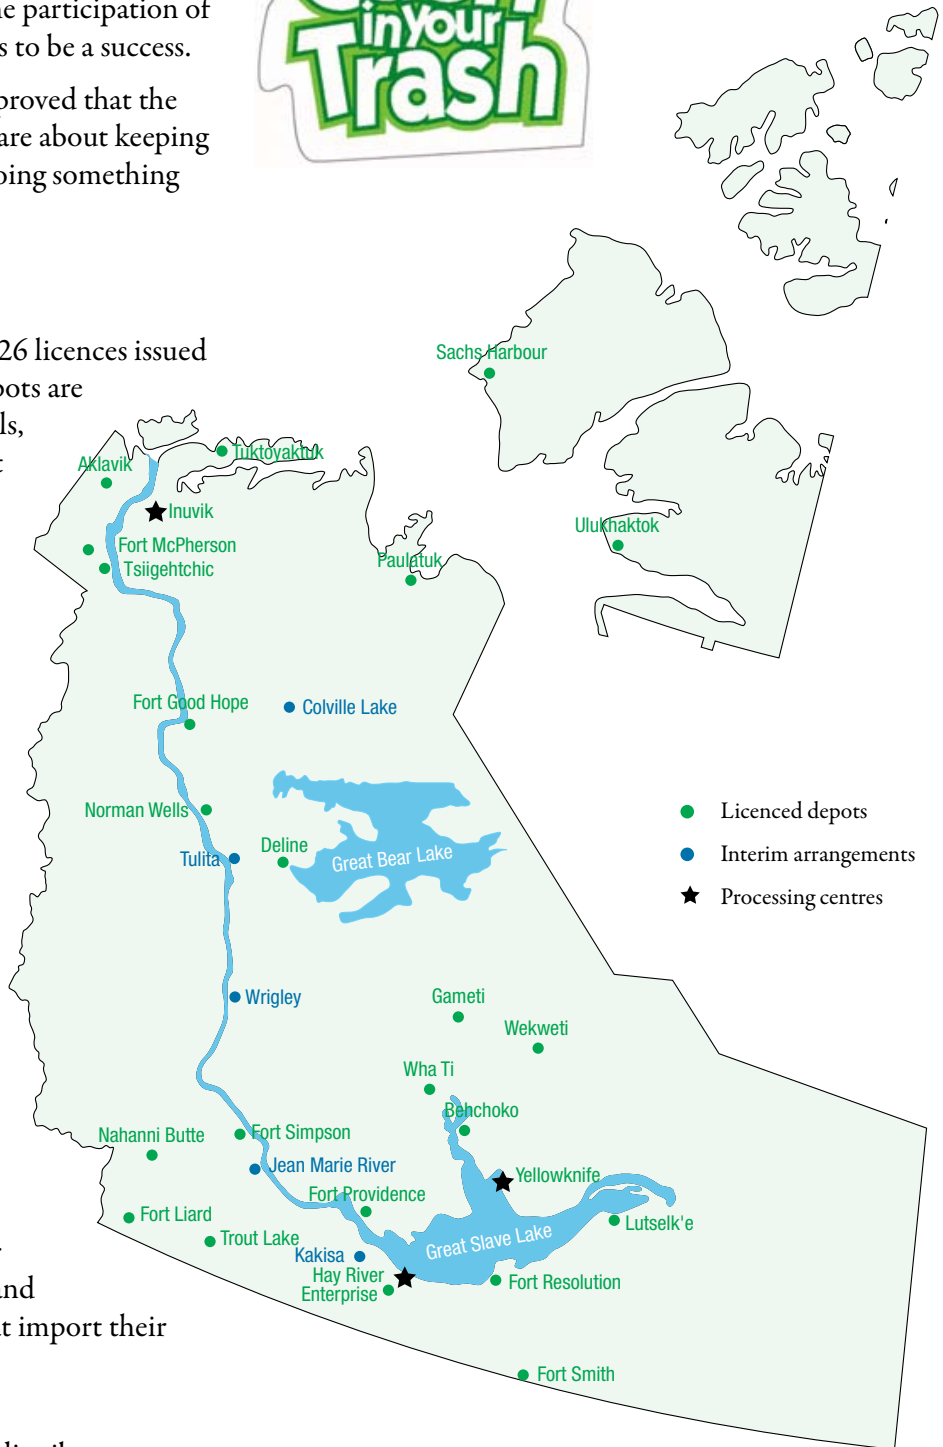 ne participation of
s to be a success.
proved that the
are about keeping
oing something
in your
Trash
26 licences issued
pots are
ls,
t
Sachs Harbour
Tuktoyaktuk
Aklavik
Inuvik
Ulukhaktok
Fort McPherson
Paulatuk
Tsiigehtchic
Fort Good Hope
Colville Lake
Norman Wells
Licenced depots
Deline
Great Bear Lake
Tulita
Interim arrangements
Processing centres
Gameti
Wrigley
Wekweti
Wha Ti
Behchoko
Fort Simpson
Nahanni Butte
Jean Marie River
Yellowknife
Fort Providence
Fort Liard
Lutselk'e
Trout Lake
Great Slave Lake
Kakisa
Hay River
Fort Resolution
Enterprise
and
at import their
Fort Smith